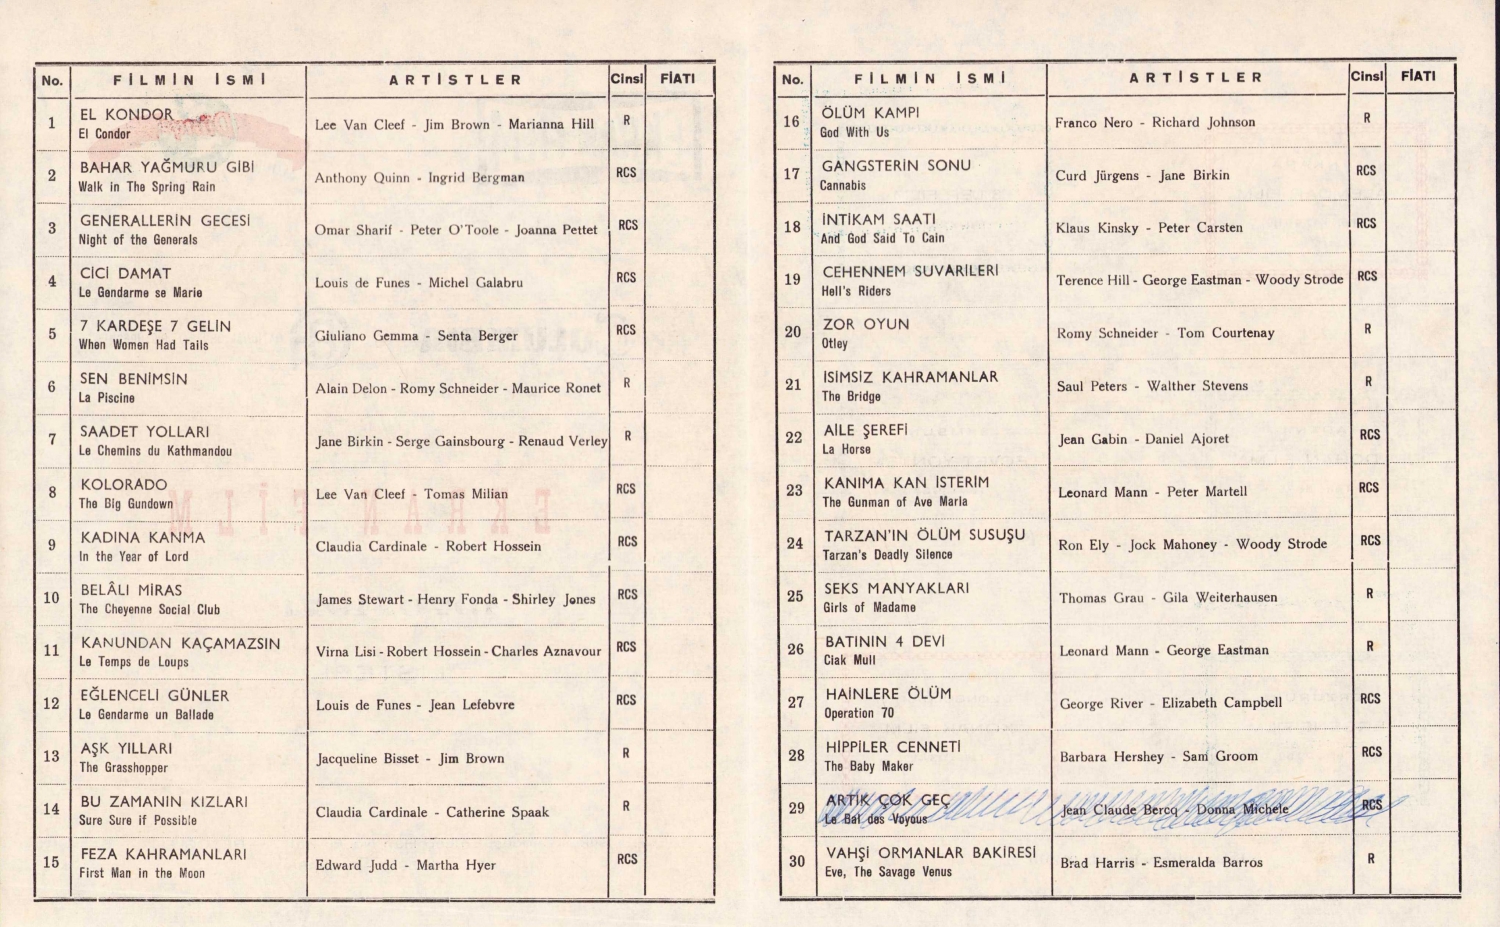 No. FİLMİN İSMİ ARTİSTLER Cinsi FİATI
1 EL KONDOR Lee Van Cleef - Jim Brown - Marianna Hill R
El Condor
2 BAHAR YAĞMURU GİBİ Anthony Quinn - Ingrid Bergman RCS
Walk in The Spring Rain
3 GENERALLERİN GECESİ Omar Sharif - Peter O'Toole - Joanna Pettet RCS
Night of the Generals
4 CİCİ DAMAT Louis de Funes - Michel Galabru RCS
Le Gendarme se Marie
5 7 KARDEŞE 7 GELİN Giuliano Gemma - Senta Berger RCS
When Women Had Tails
6 SEN BENİMSİN Alain Delon - Romy Schneider - Maurice Ronet R
La Piscine
7 SAADET YOLLARI Jane Birkin - Serge Gainsbourg - Renaud Verley R
Le Chemins du Kathmandou
8 KOLORADO Lee Van Cleef - Tomas Milian RCS
The Big Gundown
9 KADINA KANMA Claudia Cardinale - Robert Hossein RCS
In the Year of Lord
10 BELÂLI MİRAS James Stewart - Henry Fonda - Shirley Jones RCS
The Cheyenne Social Club
11 KANUNDAN KAÇAMAZSIN Virna Lisi - Robert Hossein - Charles Aznavour RCS
Le Temps de Loups
12 EĞLENCELİ GÜNLER Louis de Funes - Jean Lefebvre RCS
Le Gendarme un Ballade
13 AŞK YILLARI Jacqueline Bisset - Jim Brown R
The Grasshopper
14 BU ZAMANIN KIZLARI Claudia Cardinale - Catherine Spaak R
Sure Sure if Possible
15 FEZA KAHRAMANLARI Edward Judd - Martha Hyer RCS
First Man in the Moon
No. FİLMİN İSMİ ARTİSTLER Cinsi FİATI
16 ÖLÜM KAMPI Franco Nero - Richard Johnson R
God With Us
17 GANGSTERİN SONU Curd Jürgens - Jane Birkin RCS
Cannabis
18 İNTİKAM SAATI Klaus Kinsky - Peter Carsten RCS
And God Said To Cain
19 CEHENNEM SUVARİLERİ Terence Hill - George Eastman - Woody Strode RCS
Hell's Riders
20 ZOR OYUN Romy Schneider - Tom Courtenay R
Otley
21 İSİMSİZ KAHRAMANLAR Saul Peters - Walther Stevens R
The Bridge
22 AİLE ŞEREFİ Jean Gabin - Daniel Ajoret RCS
La Horse
23 KANIMA KAN İSTERİM Leonard Mann - Peter Martell RCS
The Gunman of Ave Maria
24 TARZAN'IN ÖLÜM SUSUŞU Ron Ely - Jock Mahoney - Woody Strode RCS
Tarzan's Deadly Silence
25 SEKS MANYAKLARI Thomas Grau - Gila Weiterhausen R
Girls of Madame
26 BATININ 4 DEVİ Leonard Mann - George Eastman R
Ciak Mull
27 HAİNLERE ÖLÜM George River - Elizabeth Campbell RCS
Operation 70
28 HİPPİLER CENNETİ Barbara Hershey - Sam Groom RCS
The Baby Maker
29 ARTIK ÇOK GEÇ Jean Claude Bercq - Donna Michele RCS
Le Bal des Voyous
30 VAHŞİ ORMANLAR BAKİRESİ Brad Harris - Esmeralda Barros R
Eve, The Savage Venus